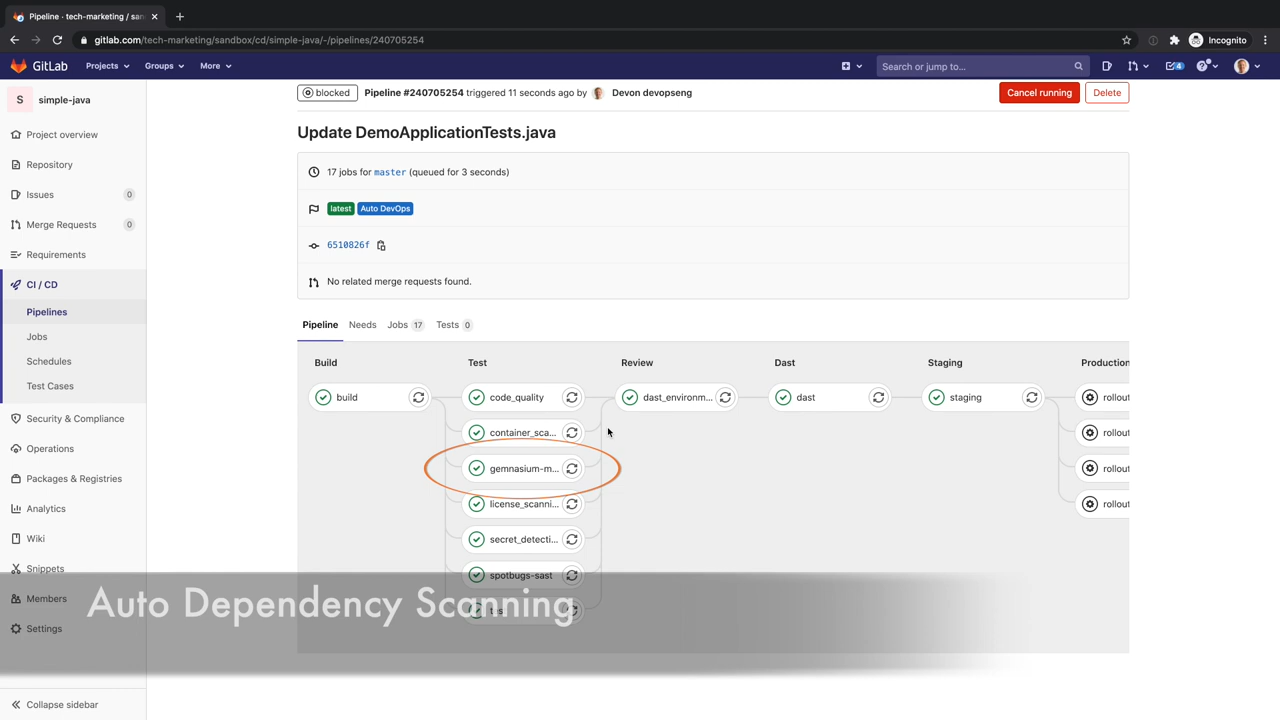 Pipeline · tech-marketing / san
gitlab.com/tech-marketing/sandbox/cd/simple-java/-/pipelines/240705254
Incognito
GitLab
Projects
Groups
More
Search or jump to...
4
S
simple-java
Project overview
Repository
Issues 0
Merge Requests 0
Requirements
CI / CD
Pipelines
Jobs
Schedules
Test Cases
Security & Compliance
Operations
Packages & Registries
Analytics
Wiki
Snippets
Members
Settings
Collapse sidebar
blocked Pipeline #240705254 triggered 11 seconds ago by Devon devopseng
Cancel running
Delete
Update DemoApplicationTests.java
17 jobs for master (queued for 3 seconds)
latest Auto DevOps
6510826f
No related merge requests found.
Pipeline Needs Jobs 17 Tests 0
Build Test Review Dast Staging Production
build code_quality dast_environm... dast staging rollout
container_sca... rollout
gemnasium-m... rollout
license_scanni... rollout
secret_detecti...
spotbugs-sast
Auto Dependency Scanning